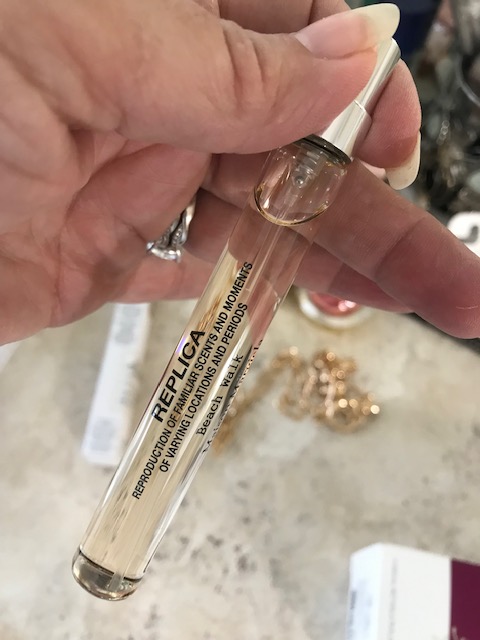 REPLICA
REPRODUCTION OF FAMILIAR SCENTS AND MOMENTS
OF VARYING LOCATIONS AND PERIODS
Beach walk